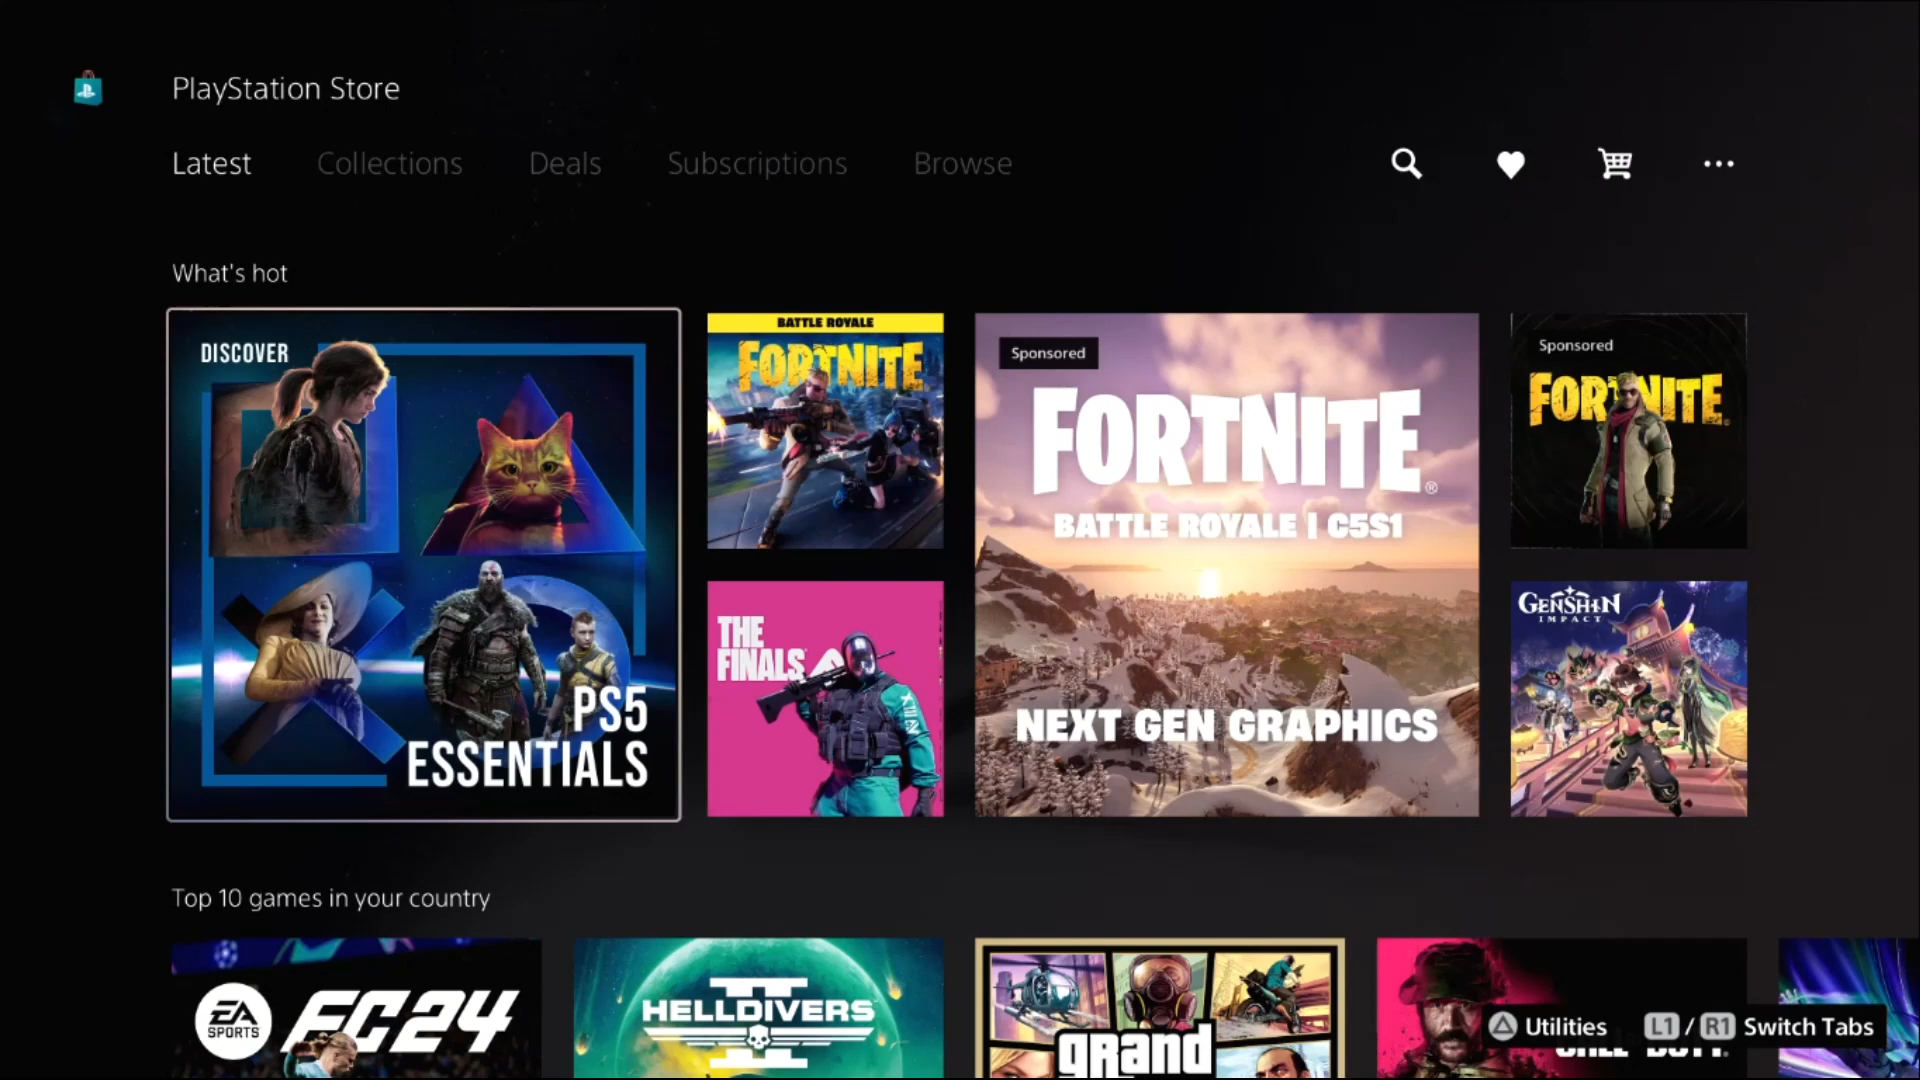 PlayStation Store
Latest
Collections
Deals
Subscriptions
Browse
What's hot
DISCOVER
PS5
ESSENTIALS
BATTLE ROYALE
FORTNITE
THE
FINALS
Sponsored
FORTNITE®
BATTLE ROYALE | C5S1
NEXT GEN GRAPHICS
Sponsored
FORTNITE
GENSHIN
IMPACT
Top 10 games in your country
EA
SPORTS
FC24
II
HELLDIVERS
grand
CALL DUTY
Utilities
L1 / R1 Switch Tabs